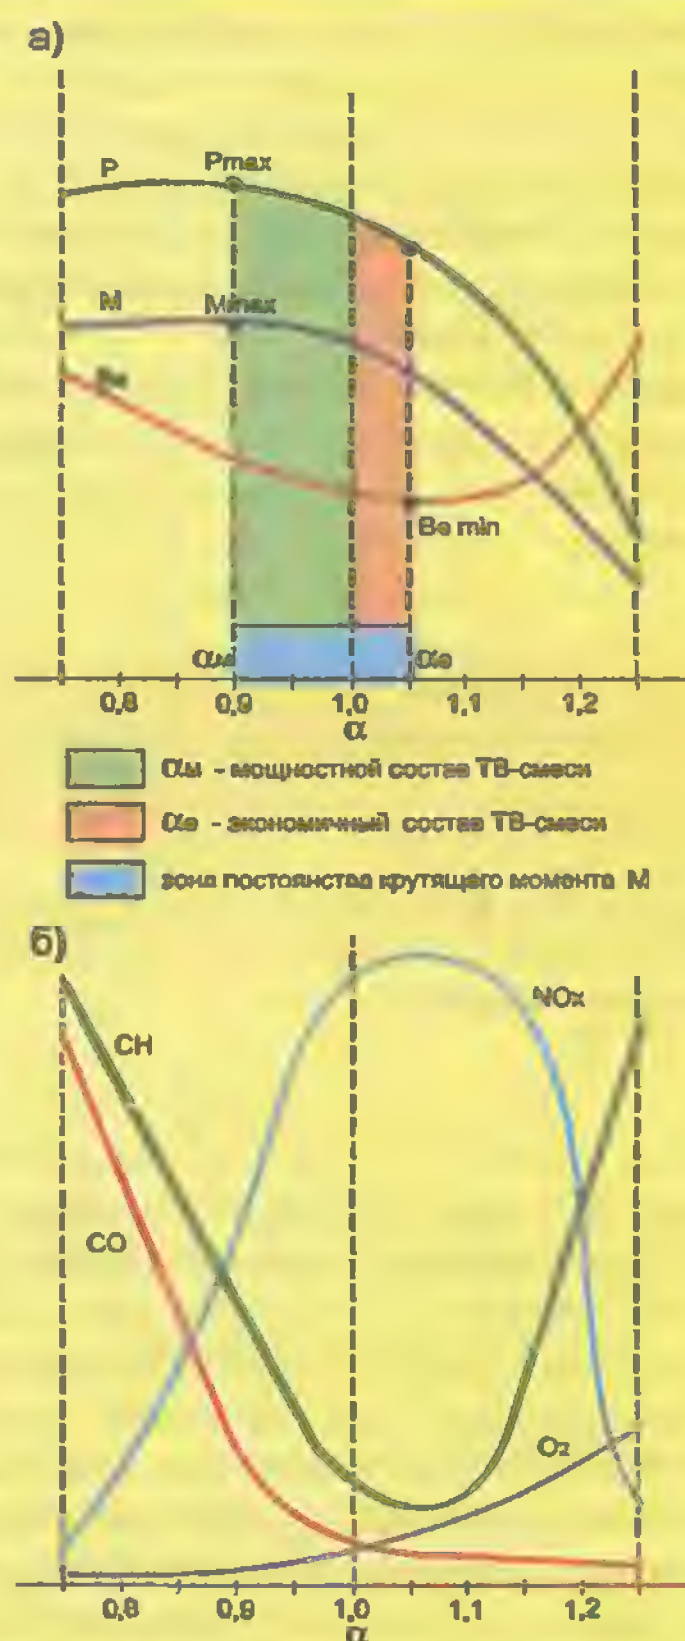 а)
P
Pmax
M
Mmax
Be
Be min
αм
αэ
0,8 0,9 1,0 1,1 1,2
α
αм - мощностной состав ТВ-смеси
αэ - экономичный состав ТВ-смеси
зона постоянства крутящего момента М
б)
NOx
CH
CO
O₂
0,8 0,9 1,0 1,1 1,2
α